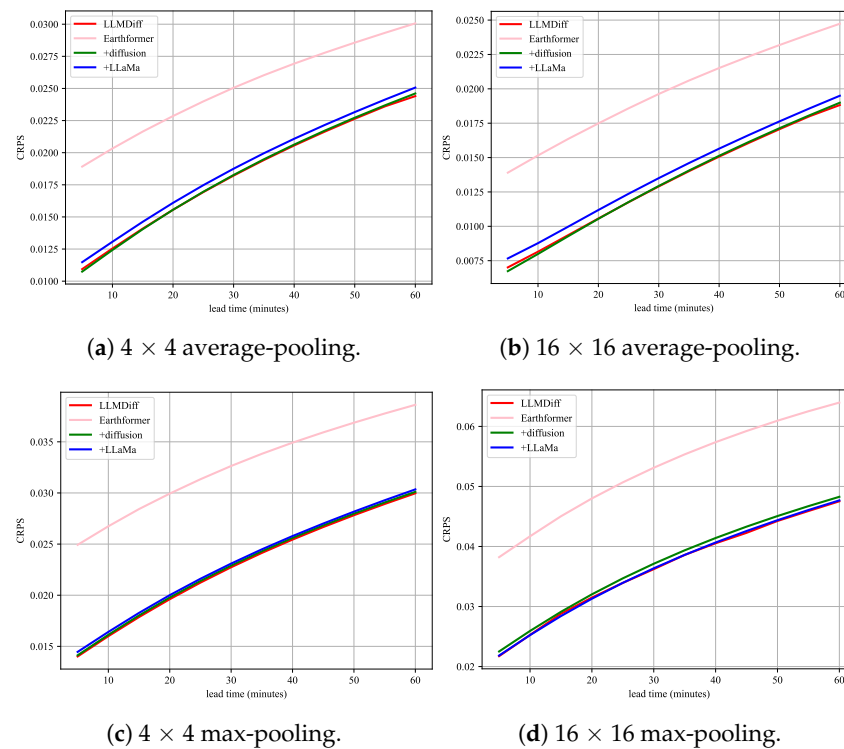 LLMDiff
Earthformer
+diffusion
+LLaMa
0.0300
0.0275
0.0250
0.0225
0.0200
0.0175
0.0150
0.0125
0.0100
CRPS
10 20 30 40 50 60
lead time (minutes)
(a) 4 × 4 average-pooling.
LLMDiff
Earthformer
+diffusion
+LLaMa
0.0250
0.0225
0.0200
0.0175
0.0150
0.0125
0.0100
0.0075
CRPS
10 20 30 40 50 60
lead time (minutes)
(b) 16 × 16 average-pooling.
LLMDiff
Earthformer
+diffusion
+LLaMa
0.035
0.030
0.025
0.020
0.015
CRPS
10 20 30 40 50 60
lead time (minutes)
(c) 4 × 4 max-pooling.
LLMDiff
Earthformer
+diffusion
+LLaMa
0.06
0.05
0.04
0.03
0.02
CRPS
10 20 30 40 50 60
lead time (minutes)
(d) 16 × 16 max-pooling.